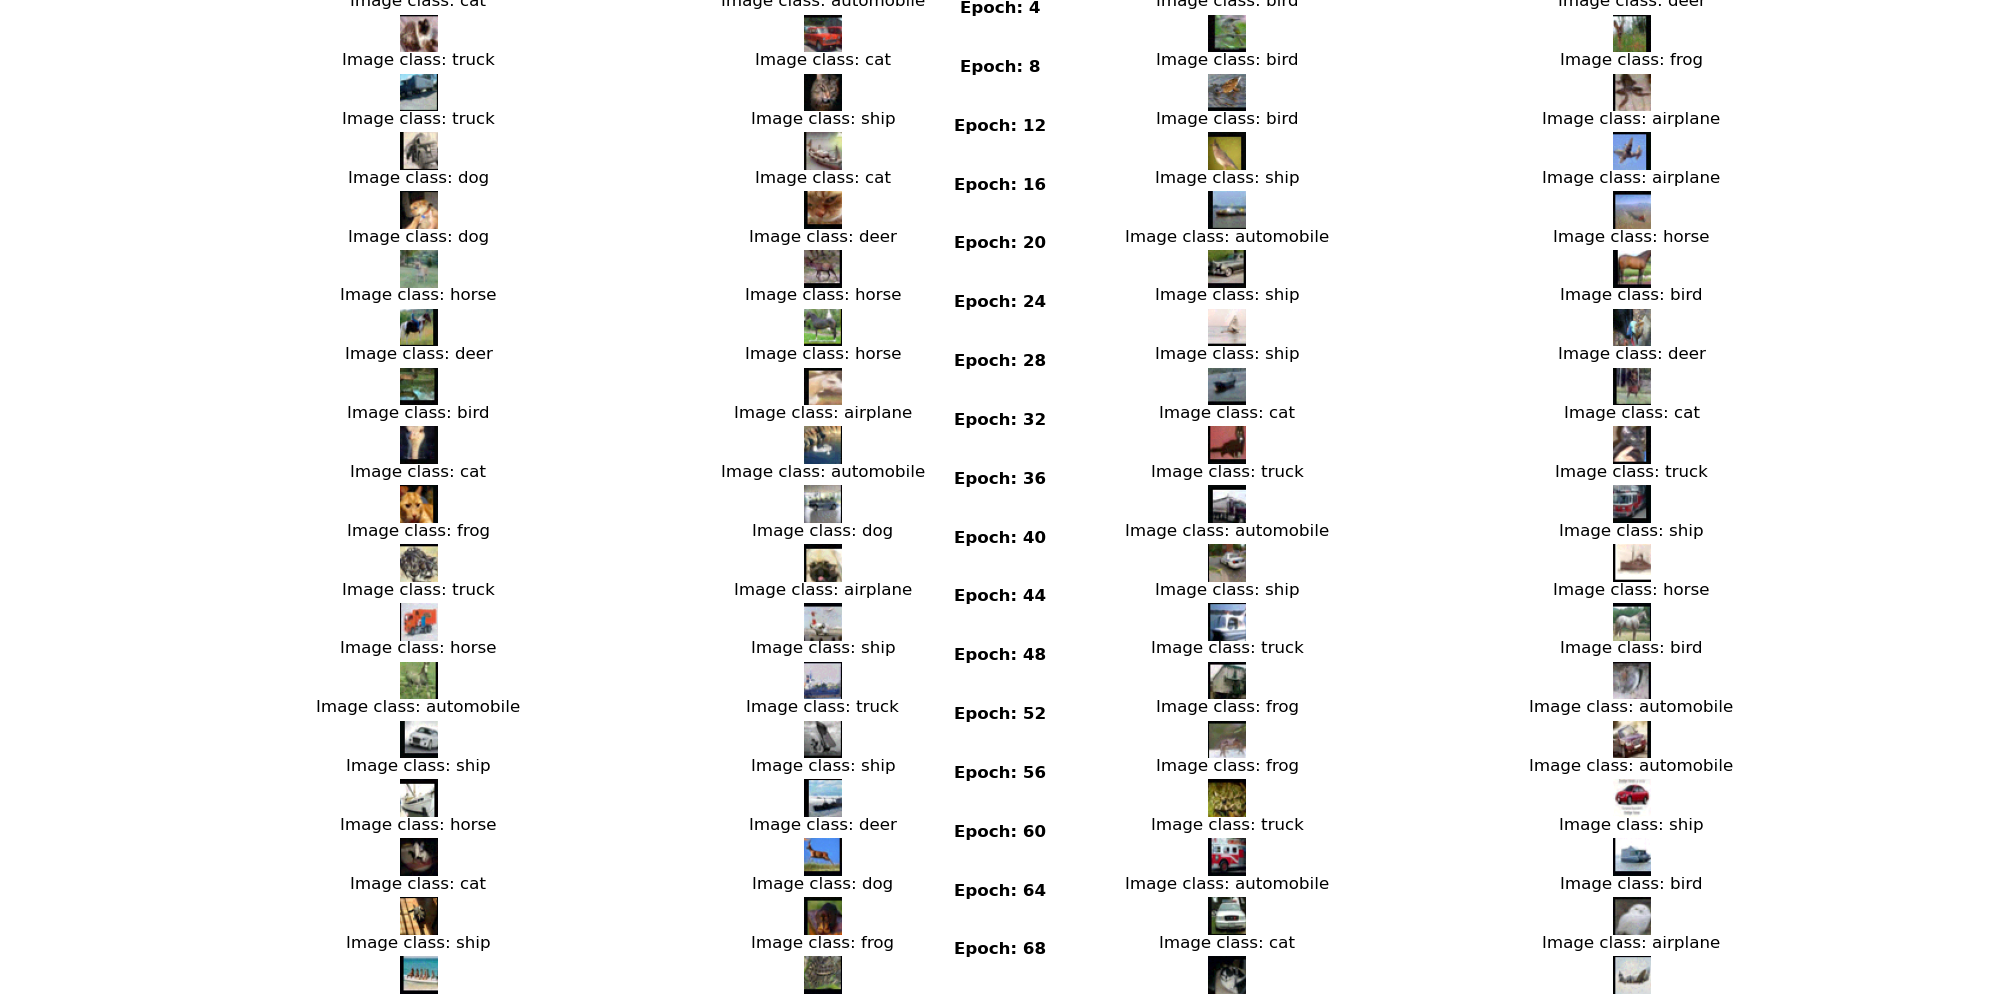 Image class: cat Image class: automobile Epoch: 4 Image class: bird Image class: deer
Image class: truck Image class: cat Epoch: 8 Image class: bird Image class: frog
Image class: truck Image class: ship Epoch: 12 Image class: bird Image class: airplane
Image class: dog Image class: cat Epoch: 16 Image class: ship Image class: airplane
Image class: dog Image class: deer Epoch: 20 Image class: automobile Image class: horse
Image class: horse Image class: horse Epoch: 24 Image class: ship Image class: bird
Image class: deer Image class: horse Epoch: 28 Image class: ship Image class: deer
Image class: bird Image class: airplane Epoch: 32 Image class: cat Image class: cat
Image class: cat Image class: automobile Epoch: 36 Image class: truck Image class: truck
Image class: frog Image class: dog Epoch: 40 Image class: automobile Image class: ship
Image class: truck Image class: airplane Epoch: 44 Image class: ship Image class: horse
Image class: horse Image class: ship Epoch: 48 Image class: truck Image class: bird
Image class: automobile Image class: truck Epoch: 52 Image class: frog Image class: automobile
Image class: ship Image class: ship Epoch: 56 Image class: frog Image class: automobile
Image class: horse Image class: deer Epoch: 60 Image class: truck Image class: ship
Image class: cat Image class: dog Epoch: 64 Image class: automobile Image class: bird
Image class: ship Image class: frog Epoch: 68 Image class: cat Image class: airplane